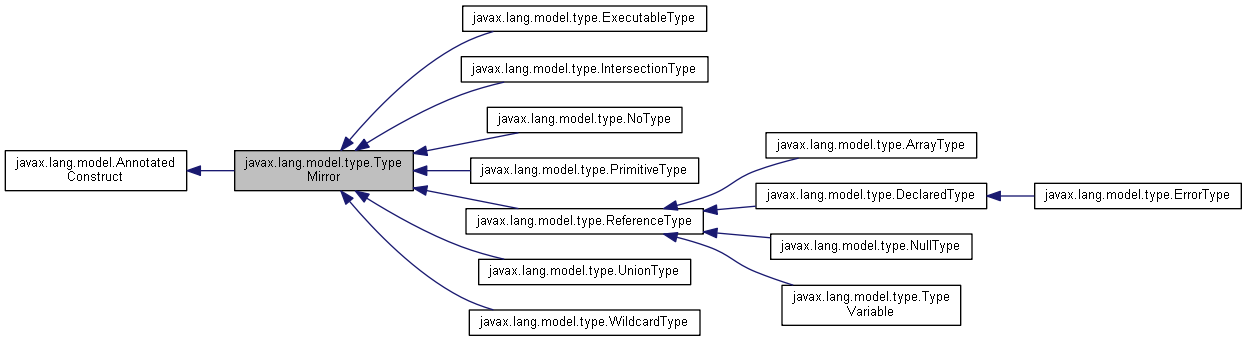 javax.lang.model.type.ExecutableType
javax.lang.model.type.IntersectionType
javax.lang.model.type.NoType
javax.lang.model.type.ArrayType
javax.lang.model.Annotated
Construct
javax.lang.model.type.Type
Mirror
javax.lang.model.type.PrimitiveType
javax.lang.model.type.DeclaredType
javax.lang.model.type.ErrorType
javax.lang.model.type.ReferenceType
javax.lang.model.type.NullType
javax.lang.model.type.UnionType
javax.lang.model.type.Type
Variable
javax.lang.model.type.WildcardType